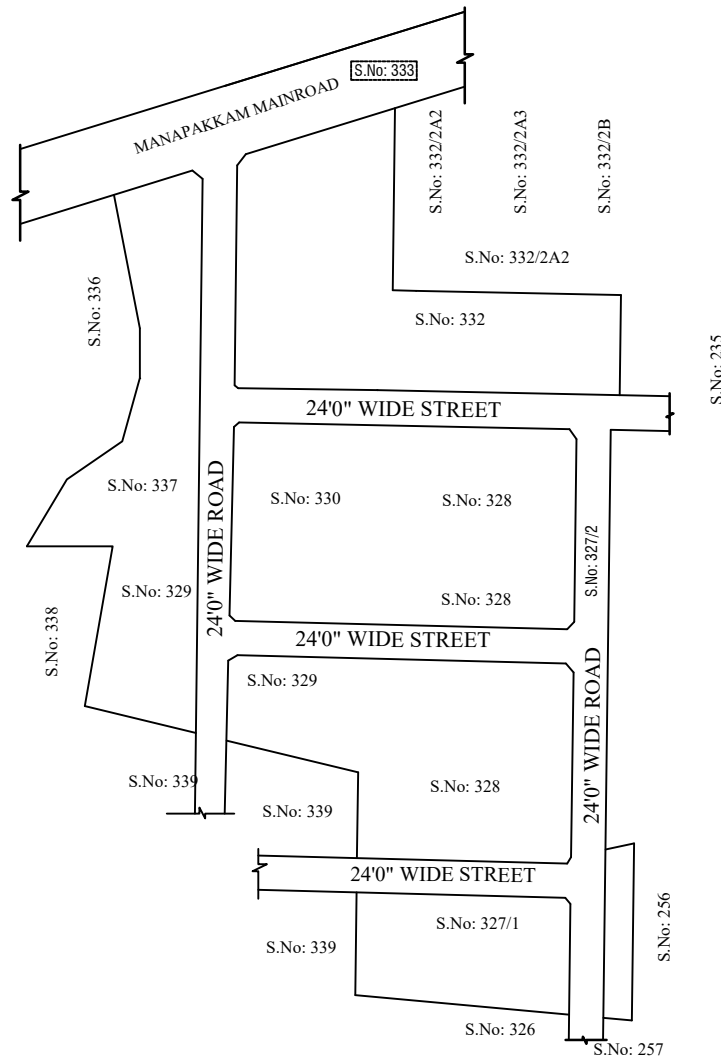 S.No: 333
MANAPAKKAM MAINROAD
S.No: 332/2A2
S.No: 332/2A3
S.No: 332/2B
S.No: 332/2A2
S.No: 336
S.No: 332
S.No: 235
24'0" WIDE STREET
S.No: 337
S.No: 330
S.No: 328
24'0" WIDE ROAD
S.No: 327/2
S.No: 329
S.No: 328
S.No: 338
24'0" WIDE STREET
S.No: 329
24'0" WIDE ROAD
S.No: 339
S.No: 328
S.No: 339
24'0" WIDE STREET
S.No: 327/1
S.No: 256
S.No: 339
S.No: 326
S.No: 257